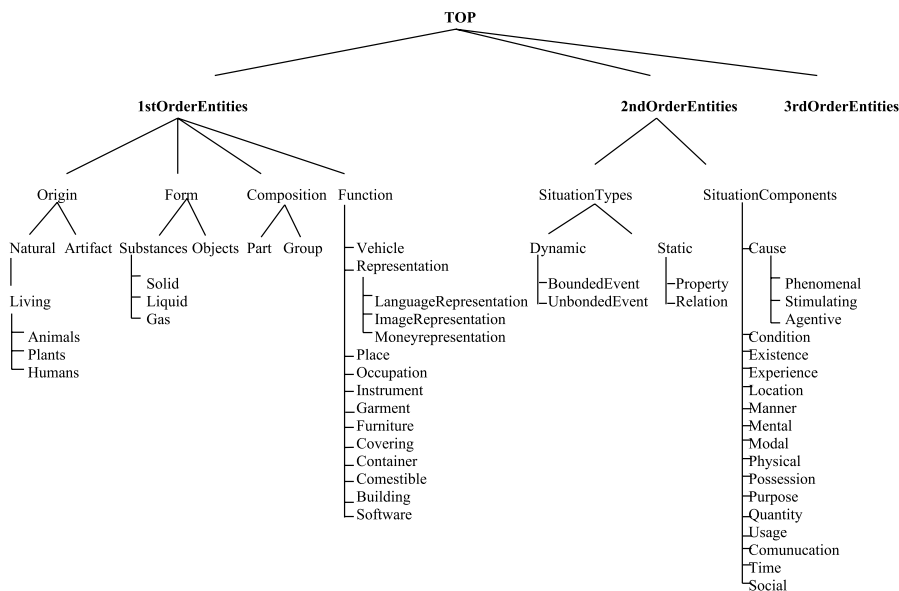 TOP
1stOrderEntities 2ndOrderEntities 3rdOrderEntities
Origin Form Composition Function SituationTypes SituationComponents
Natural Artifact Substances Objects Part Group Vehicle Dynamic Static Cause
Representation
Solid BoundedEvent Property Phenomenal
Living Liquid LanguageRepresentation UnbondedEvent Relation Stimulating
Gas ImageRepresentation Agentive
Animals Moneyrepresentation Condition
Plants Place Existence
Humans Occupation Experience
Instrument Location
Garment Manner
Furniture Mental
Covering Modal
Container Physical
Comestible Possession
Building Purpose
Software Quantity
Usage
Comunucation
Time
Social